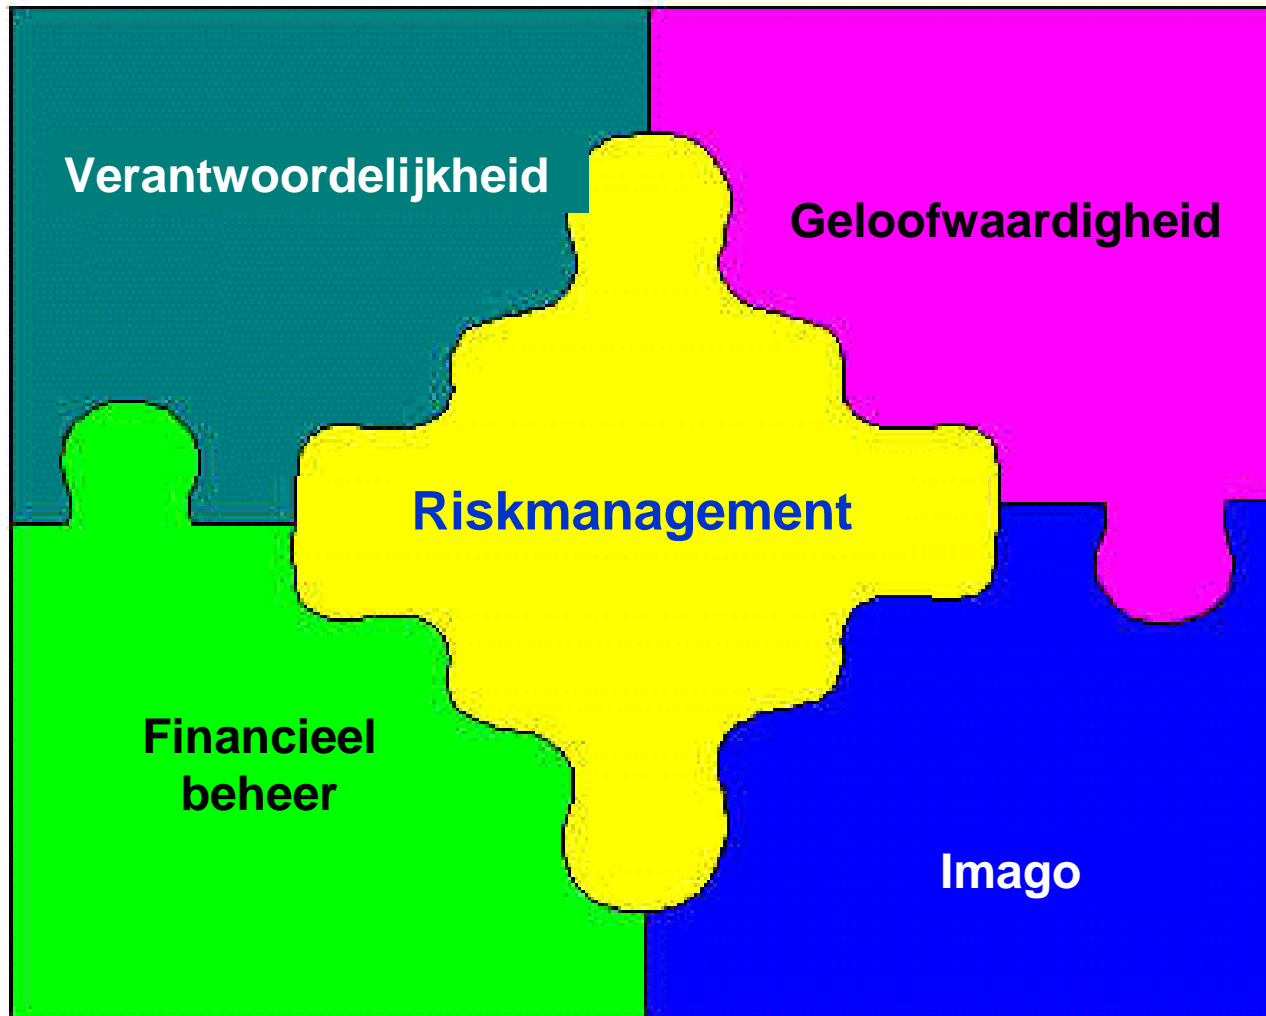 Verantwoordelijkheid
Geloofwaardigheid
Riskmanagement
Financieel
beheer
Imago